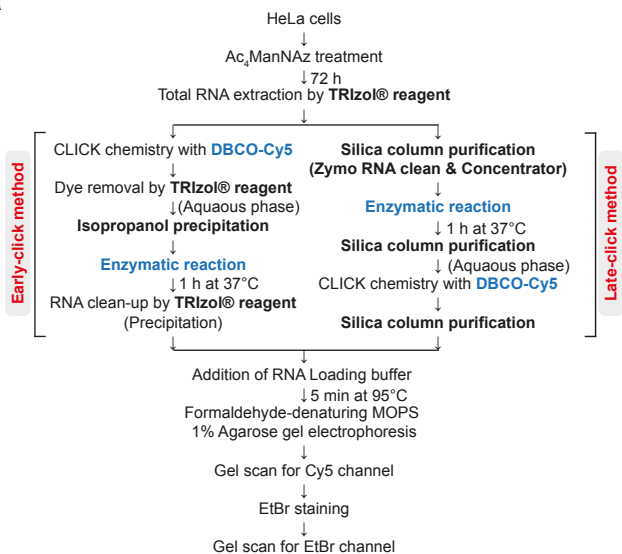 HeLa cells
↓
Ac4ManNAz treatment
↓72 h
Total RNA extraction by TRIzol® reagent
Early-click method
CLICK chemistry with DBCO-Cy5
↓
Dye removal by TRIzol® reagent
↓(Aquaous phase)
Isopropanol precipitation
↓
Enzymatic reaction
↓1 h at 37°C
RNA clean-up by TRIzol® reagent
(Precipitation)
Silica column purification
(Zymo RNA clean & Concentrator)
↓
Enzymatic reaction
↓1 h at 37°C
Silica column purification
↓(Aquaous phase)
CLICK chemistry with DBCO-Cy5
↓
Silica column purification
Late-click method
↓
Addition of RNA Loading buffer
↓5 min at 95°C
Formaldehyde-denaturing MOPS
1% Agarose gel electrophoresis
↓
Gel scan for Cy5 channel
↓
EtBr staining
↓
Gel scan for EtBr channel